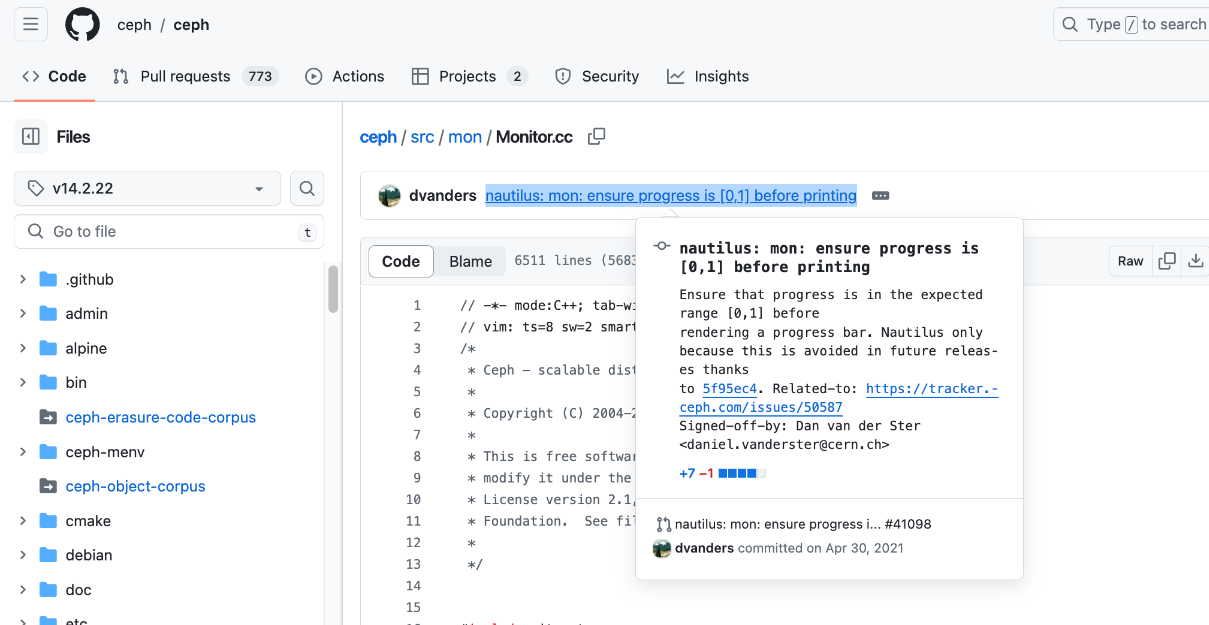 ceph / ceph
Type / to search
Code
Pull requests 773
Actions
Projects 2
Security
Insights
Files
v14.2.22
Go to file
t
.github
admin
alpine
bin
ceph-erasure-code-corpus
ceph-menv
ceph-object-corpus
cmake
debian
doc
etc
ceph / src / mon / Monitor.cc
dvanders nautilus: mon: ensure progress is [0,1] before printing
Code Blame 6511 lines (5683
Raw
1 // -*- mode:C++; tab-wi
2 // vim: ts=8 sw=2 smart
3 /*
4 * Ceph - scalable dist
5 *
6 * Copyright (C) 2004-2
7 *
8 * This is free softwar
9 * modify it under the
10 * License version 2.1,
11 * Foundation. See fil
12 *
13 */
14
15
nautilus: mon: ensure progress is
[0,1] before printing
Ensure that progress is in the expected
range [0,1] before
rendering a progress bar. Nautilus only
because this is avoided in future releas-
es thanks
to 5f95ec4. Related-to: https://tracker.-
ceph.com/issues/50587
Signed-off-by: Dan van der Ster
<daniel.vanderster@cern.ch>
+7 −1
nautilus: mon: ensure progress i... #41098
dvanders committed on Apr 30, 2021